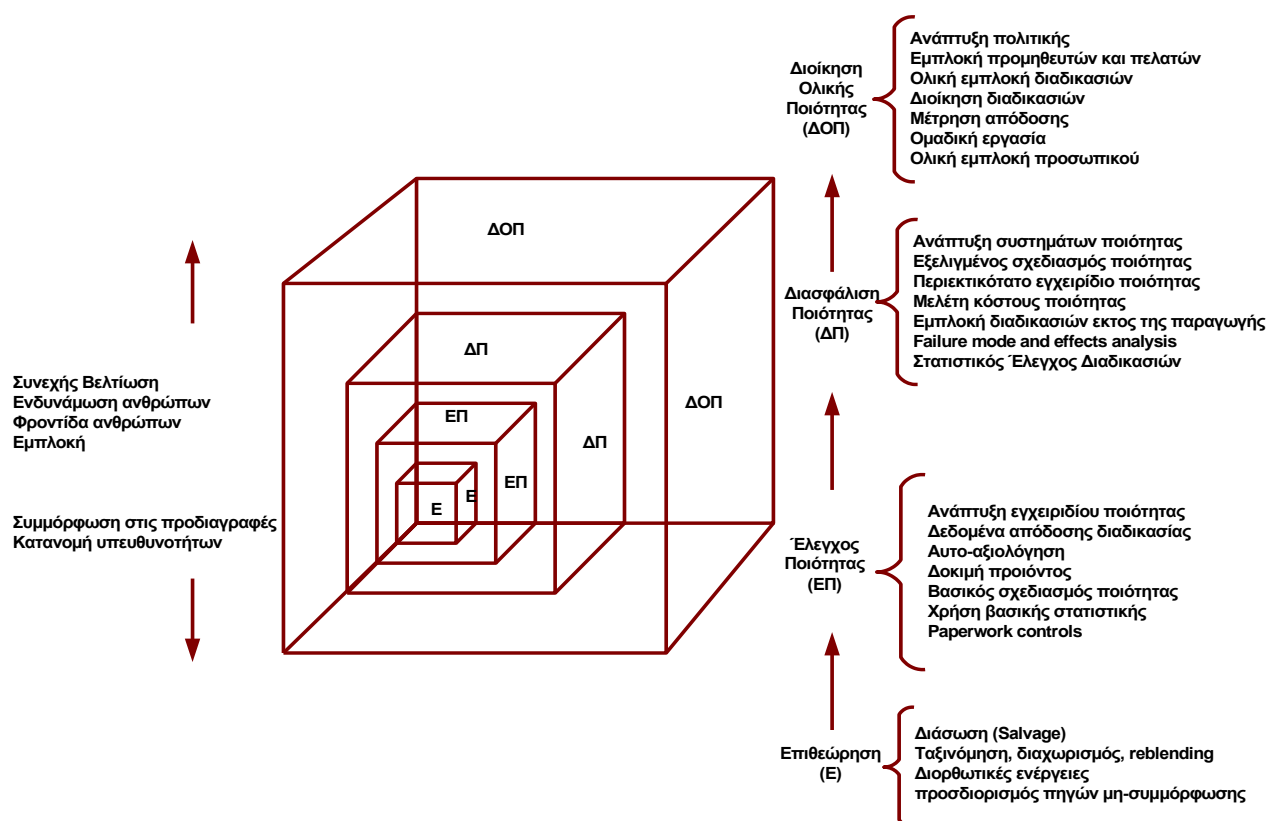 Διοίκηση
Ολικής
Ποιότητας
(ΔΟΠ)
Ανάπτυξη πολιτικής
Εμπλοκή προμηθευτών και πελατών
Ολική εμπλοκή διαδικασιών
Διοίκηση διαδικασιών
Μέτρηση απόδοσης
Ομαδική εργασία
Ολική εμπλοκή προσωπικού
ΔΟΠ
ΔΠ
ΕΠ
Ε
Ε
ΕΠ
ΔΠ
ΔΟΠ
Συνεχής Βελτίωση
Ενδυνάμωση ανθρώπων
Φροντίδα ανθρώπων
Εμπλοκή
Συμμόρφωση στις προδιαγραφές
Κατανομή υπευθυνοτήτων
Διασφάλιση
Ποιότητας
(ΔΠ)
Ανάπτυξη συστημάτων ποιότητας
Εξελιγμένος σχεδιασμός ποιότητας
Περιεκτικότατο εγχειρίδιο ποιότητας
Μελέτη κόστους ποιότητας
Εμπλοκή διαδικασιών εκτος της παραγωγής
Failure mode and effects analysis
Στατιστικός Έλεγχος Διαδικασιών
Έλεγχος
Ποιότητας
(ΕΠ)
Ανάπτυξη εγχειριδίου ποιότητας
Δεδομένα απόδοσης διαδικασίας
Αυτο-αξιολόγηση
Δοκιμή προιόντος
Βασικός σχεδιασμός ποιότητας
Χρήση βασικής στατιστικής
Paperwork controls
Επιθεώρηση
(Ε)
Διάσωση (Salvage)
Ταξινόμηση, διαχωρισμός, reblending
Διορθωτικές ενέργειες
προσδιορισμός πηγών μη-συμμόρφωσης